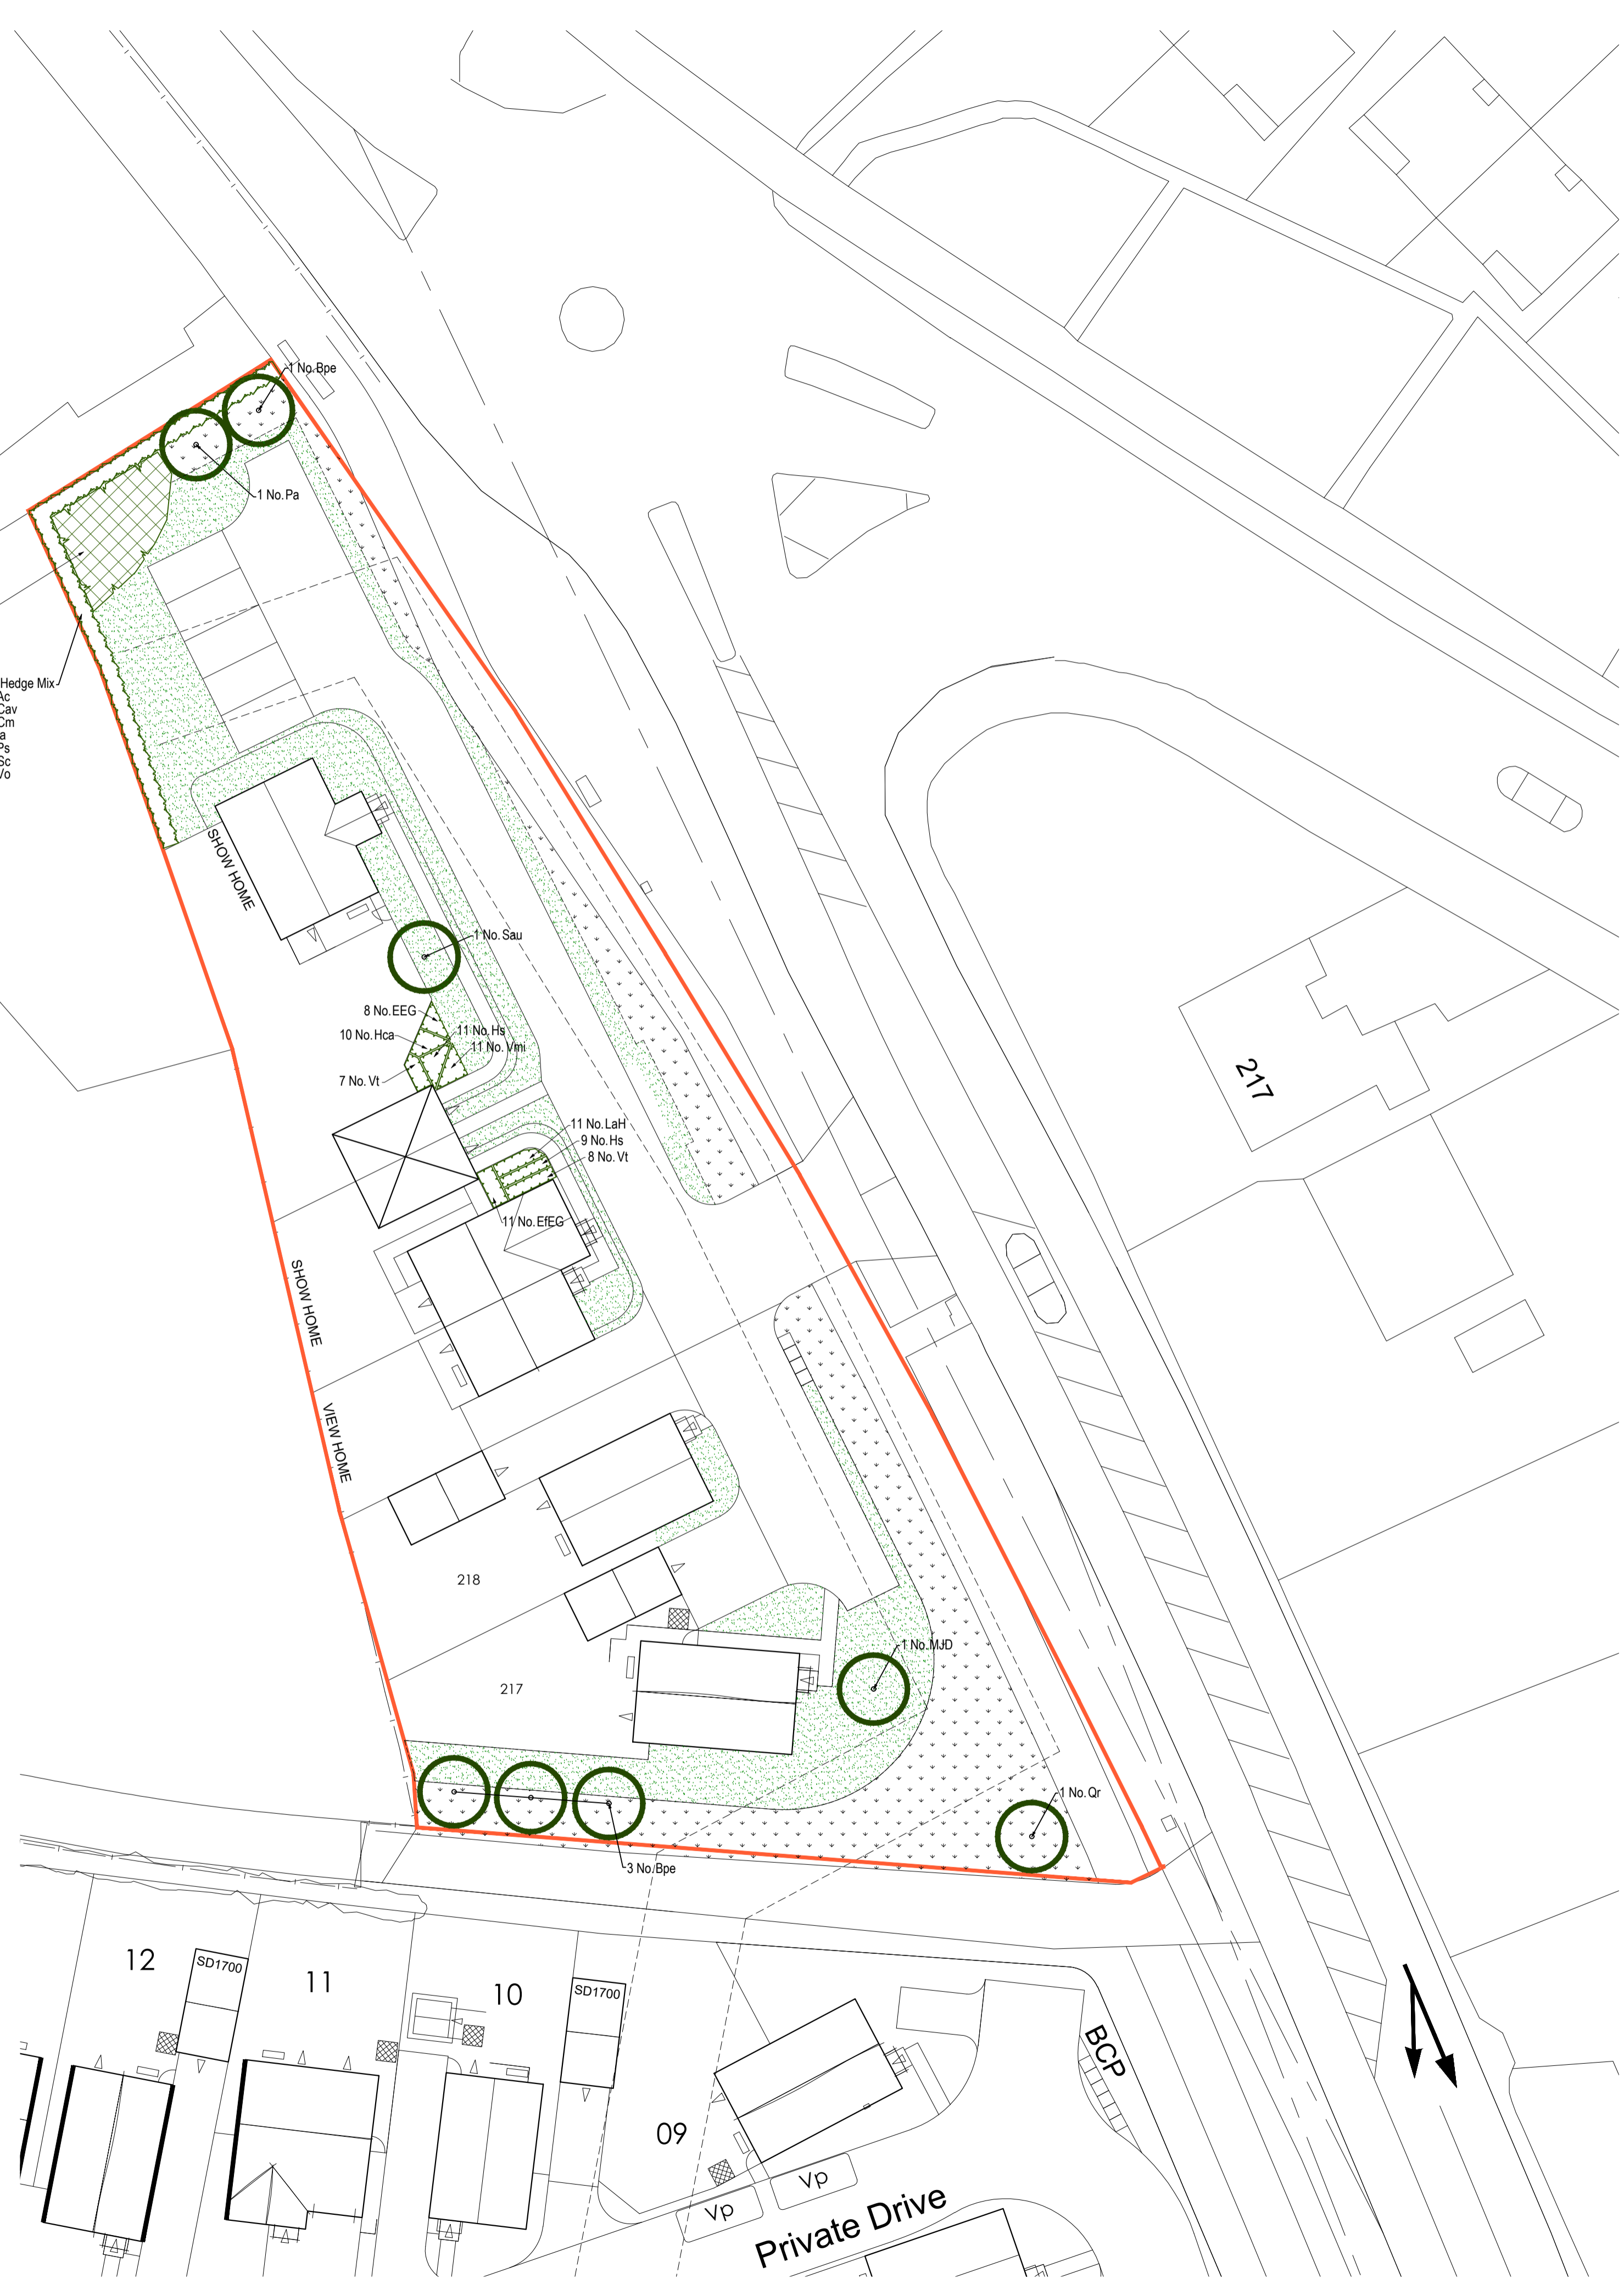 1 No. Bpe
1 No. Pa
Hedge Mix
Ac
Cav
Cm
Ps
Sc
Vo
SHOW HOME
1 No. Sau
8 No. EEG
10 No. Hca
11 No. Hs
11 No. Vmi
7 No. Vt
217
11 No. LaH
9 No. Hs
8 No. Vt
11 No. EfEG
SHOW HOME
VIEW HOME
218
1 No. MJD
217
1 No. Qr
3 No. Bpe
12
SD1700
11
10
SD1700
BCP
09
Vp
Vp
Private Drive